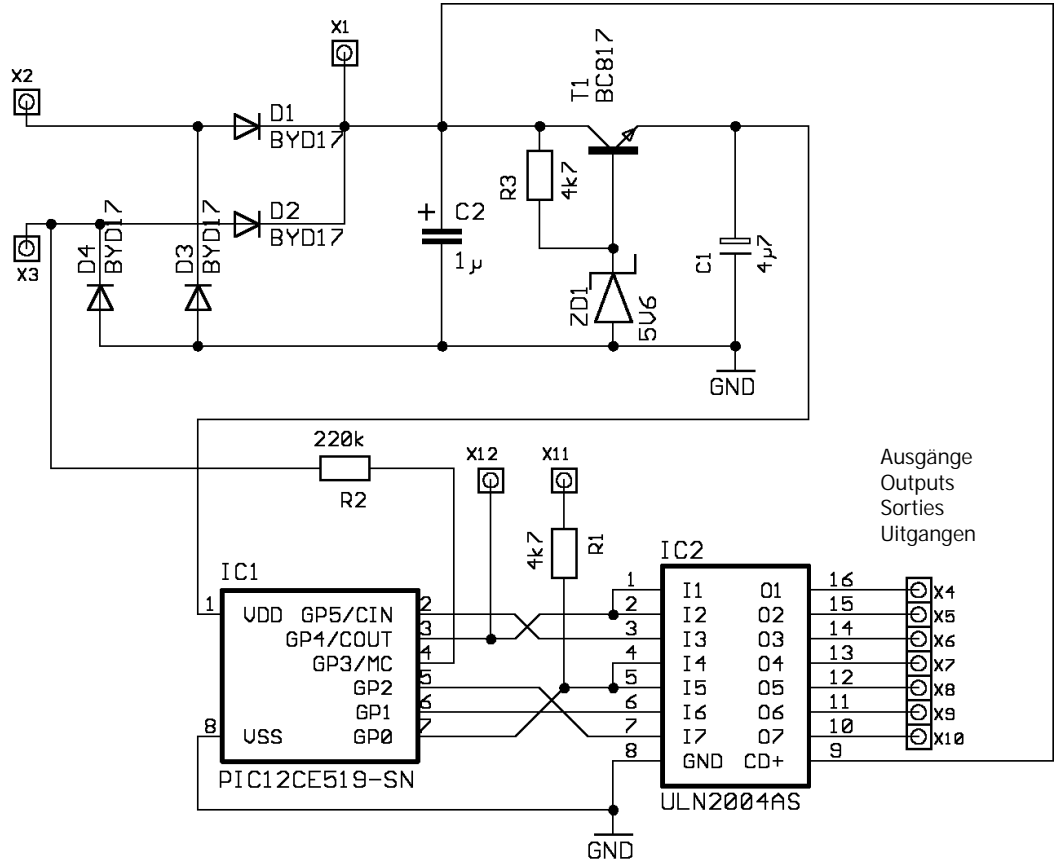 X1
X2
D1
BYD17
T1
BC817
R3
4k7
D2
BYD17
X3
D4
BYD17
D3
BYD17
+
C2
1µ
ZD1
5V6
C1
4µ7
GND
220k
R2
X12
X11
4k7
R1
Ausgänge
Outputs
Sorties
Uitgangen
IC1
1 VDD GP5/CIN 2
GP4/COUT 3
GP3/MC 4
GP2 5
GP1 6
8 VSS GP0 7
PIC12CE519-SN
IC2
1 I1 O1 16 X4
2 I2 O2 15 X5
3 I3 O3 14 X6
4 I4 O4 13 X7
5 I5 O5 12 X8
6 I6 O6 11 X9
7 I7 O7 10 X10
8 GND CD+ 9
ULN2004AS
GND